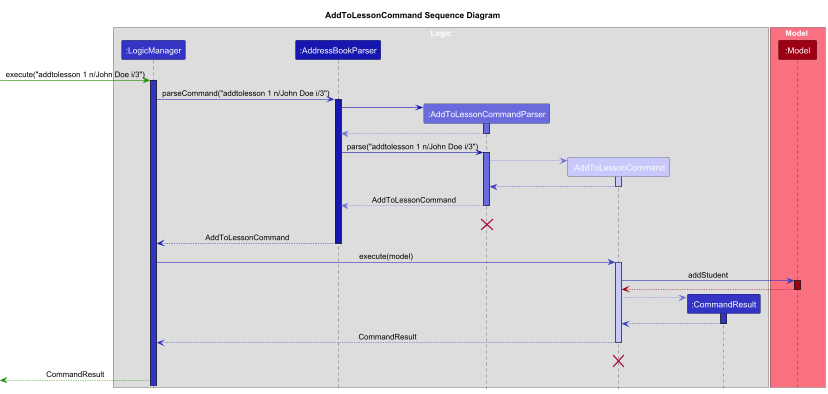 AddToLessonCommand Sequence Diagram
Logic
Model
:LogicManager
:AddressBookParser
:Model
execute("addtolesson 1 n/John Doe i/3")
parseCommand("addtolesson 1 n/John Doe i/3")
:AddToLessonCommandParser
parse("addtolesson 1 n/John Doe i/3")
:AddToLessonCommand
AddToLessonCommand
AddToLessonCommand
execute(model)
addStudent
:CommandResult
CommandResult
CommandResult